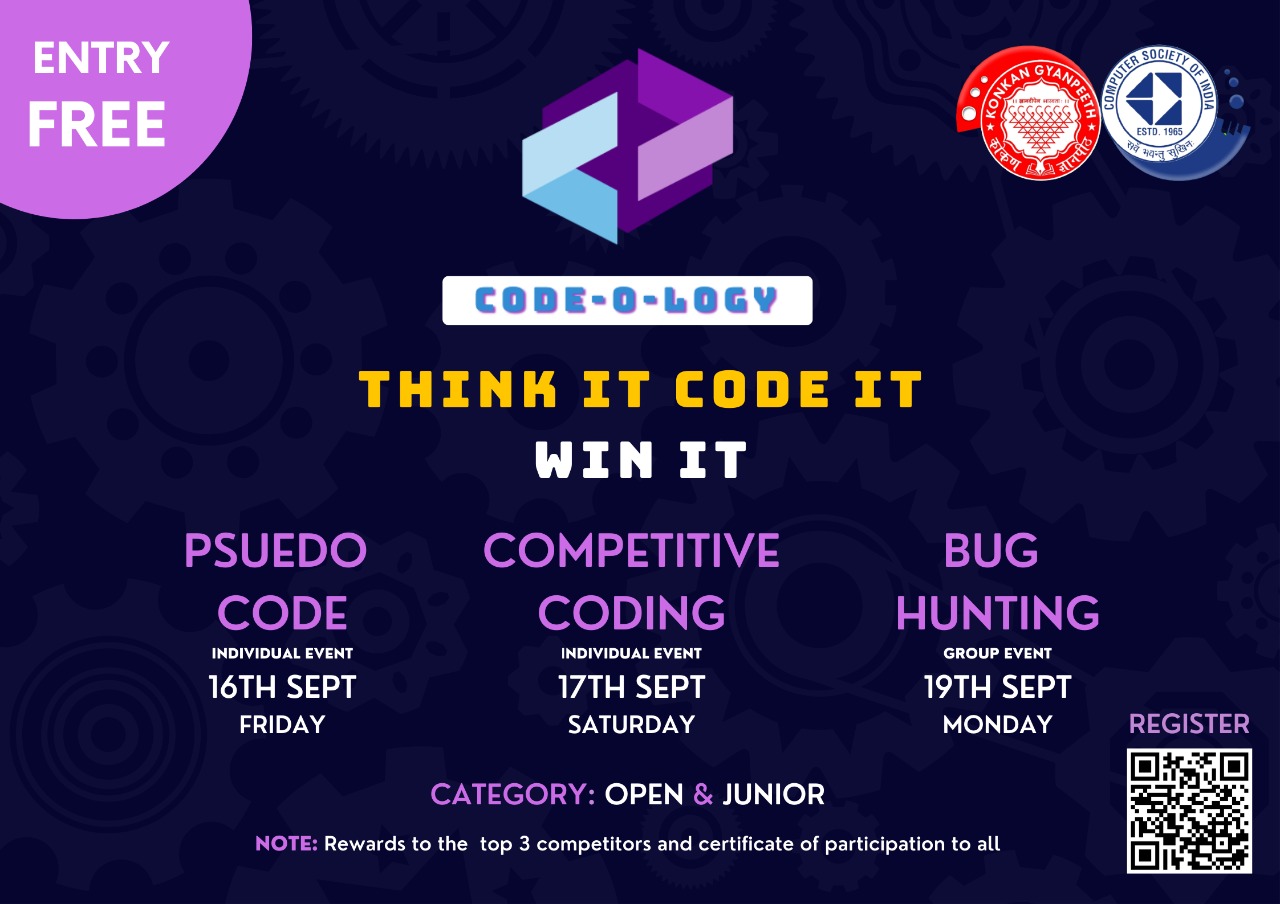 ENTRY
FREE
KONKAN GYANPEETH
कोंकण ज्ञानपीठ
COMPUTER SOCIETY OF INDIA
ESTD. 1965
CODE-O-LOGY
THINK IT CODE IT
WIN IT
PSUEDO
CODE
INDIVIDUAL EVENT
16TH SEPT
FRIDAY
COMPETITIVE
CODING
INDIVIDUAL EVENT
17TH SEPT
SATURDAY
BUG
HUNTING
GROUP EVENT
19TH SEPT
MONDAY
REGISTER
CATEGORY: OPEN & JUNIOR
NOTE: Rewards to the  top 3 competitors and certificate of participation to all